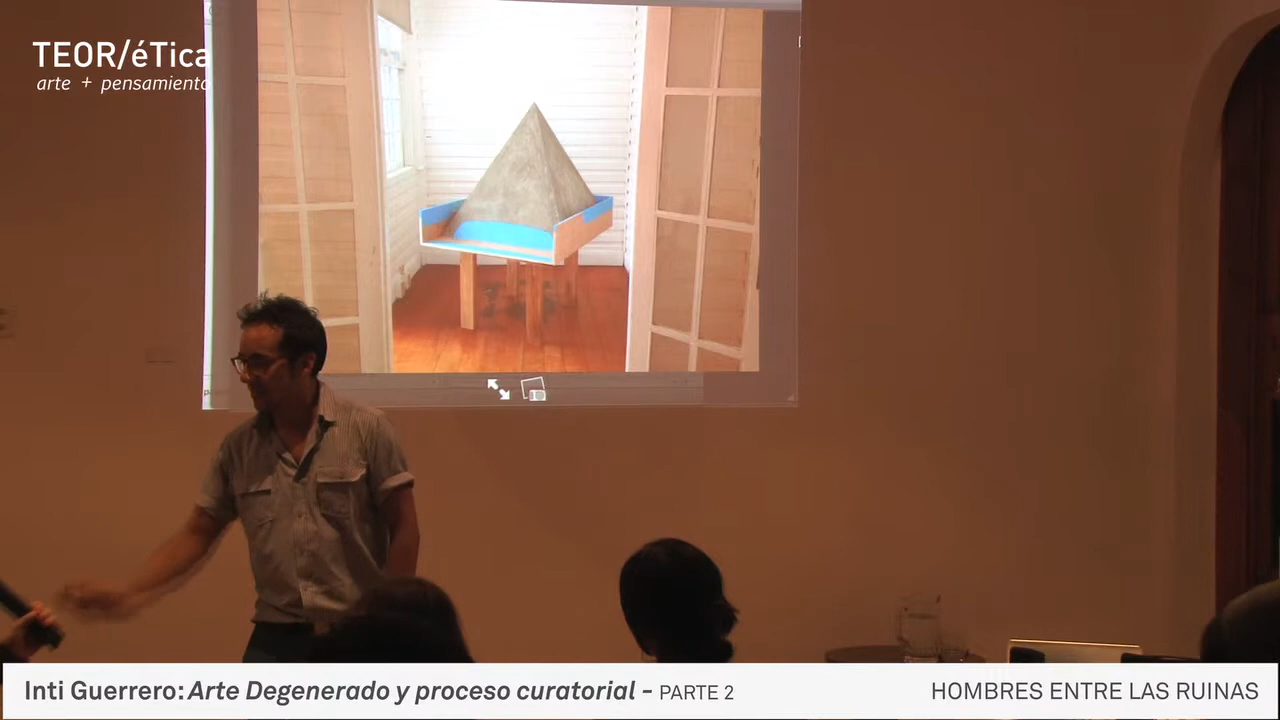 TEOR/éTica
arte + pensamiento
Inti Guerrero: Arte Degenerado y proceso curatorial - PARTE 2
HOMBRES ENTRE LAS RUINAS